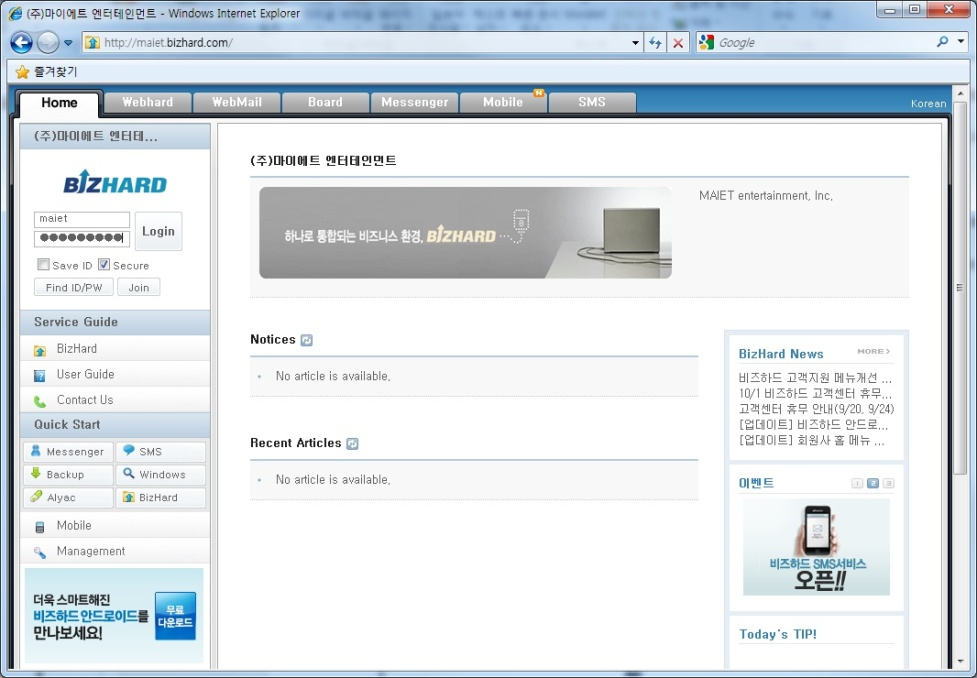 (주)마이에트 엔터테인먼트 - Windows Internet Explorer
http://maiet.bizhard.com/
Google
즐겨찾기
Home
Webhard
WebMail
Board
Messenger
Mobile
N
SMS
Korean
(주)마이에트 엔터테...
BIZHARD
maiet
●●●●●●●●●
Login
Save ID
Secure
Find ID/PW
Join
Service Guide
BizHard
User Guide
Contact Us
Quick Start
Messenger
SMS
Backup
Windows
Alyac
BizHard
Mobile
Management
더욱 스마트해진
비즈하드 안드로이드를
만나보세요!
무료
다운로드
(주)마이에트 엔터테인먼트
하나로 통합되는 비즈니스 환경, BIZHARD
MAIET entertainment, Inc.
Notices
No article is available.
Recent Articles
No article is available.
BizHard News
MORE >
비즈하드 고객지원 메뉴개선 ...
10/1 비즈하드 고객센터 휴무...
고객센터 휴무 안내(9/20, 9/24)
[업데이트] 비즈하드 안드로...
[업데이트] 회원사 홈 메뉴 ...
이벤트
1 2 3
비즈하드 SMS서비스
오픈!!
Today's TIP!